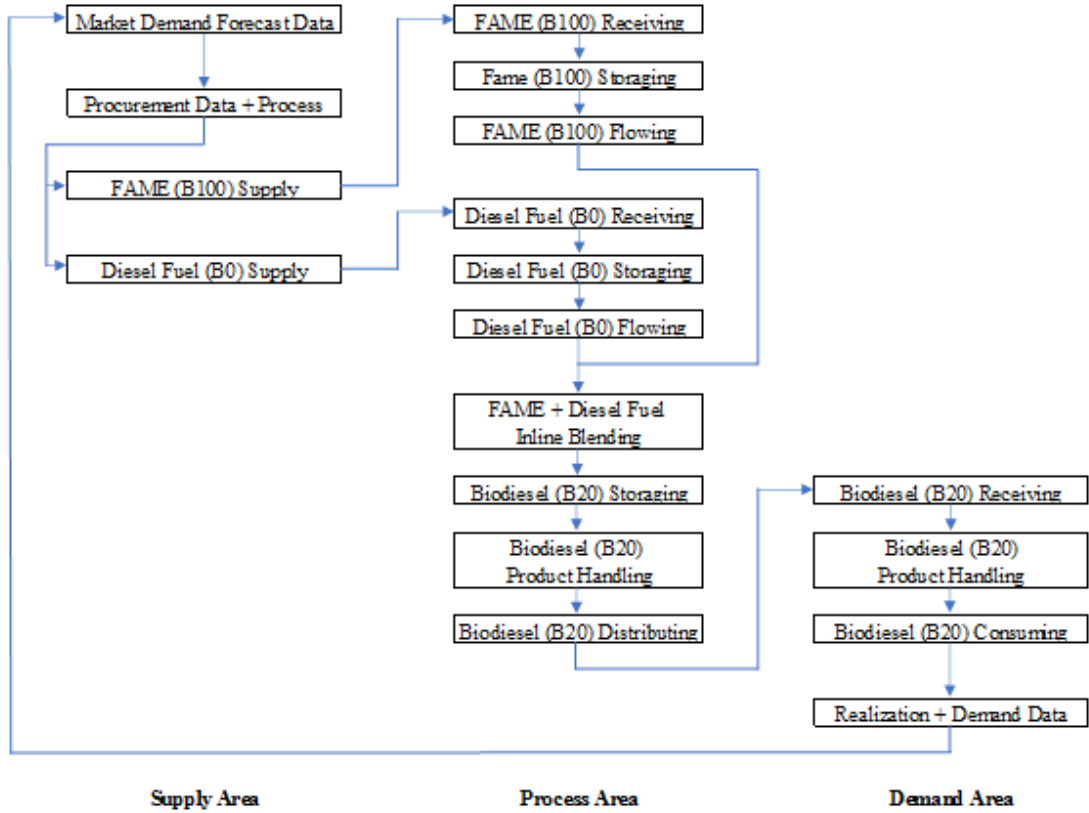 Market Demand Forecast Data
Procurement Data + Process
FAME (B100) Supply
Diesel Fuel (B0) Supply
FAME (B100) Receiving
Fame (B100) Storaging
FAME (B100) Flowing
Diesel Fuel (B0) Receiving
Diesel Fuel (B0) Storaging
Diesel Fuel (B0) Flowing
FAME + Diesel Fuel
Inline Blending
Biodiesel (B20) Storaging
Biodiesel (B20)
Product Handling
Biodiesel (B20) Distributing
Biodiesel (B20) Receiving
Biodiesel (B20)
Product Handling
Biodiesel (B20) Consuming
Realization + Demand Data
Supply Area
Process Area
Demand Area